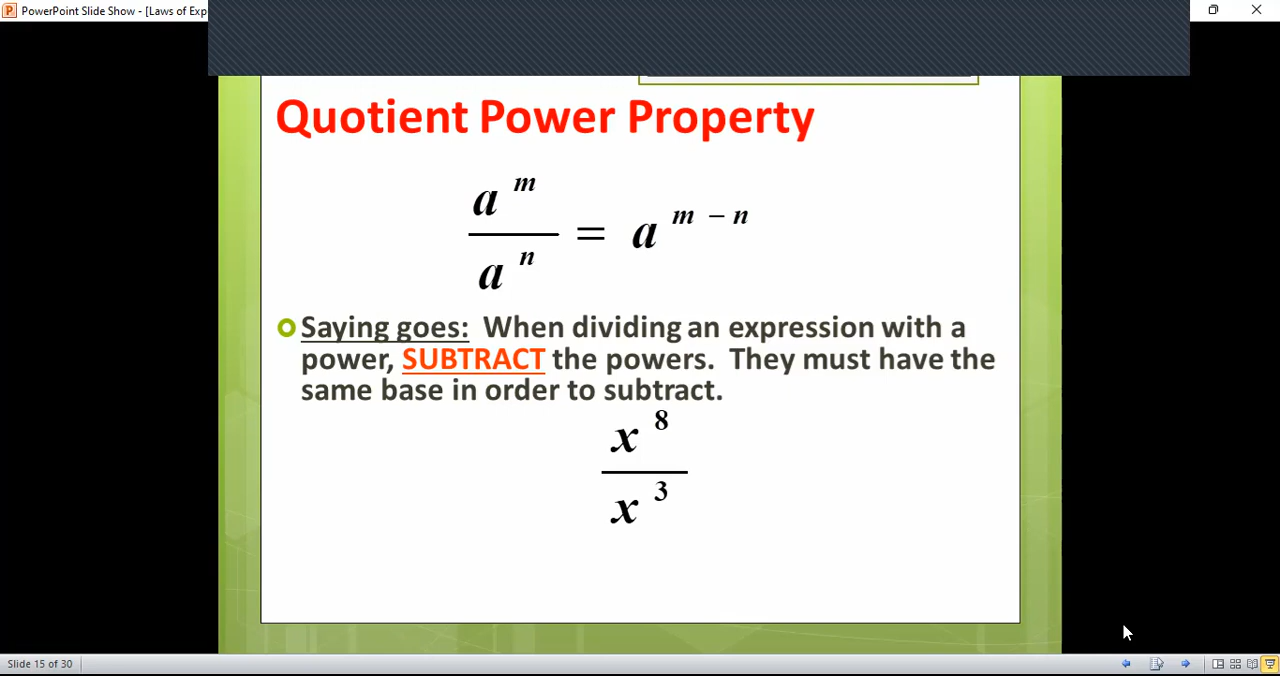 PowerPoint Slide Show - [Laws of Exp
Quotient Power Property
a^m / a^n = a^(m − n)
Saying goes: When dividing an expression with a
power, SUBTRACT the powers. They must have the
same base in order to subtract.
x^8 / x^3
Slide 15 of 30